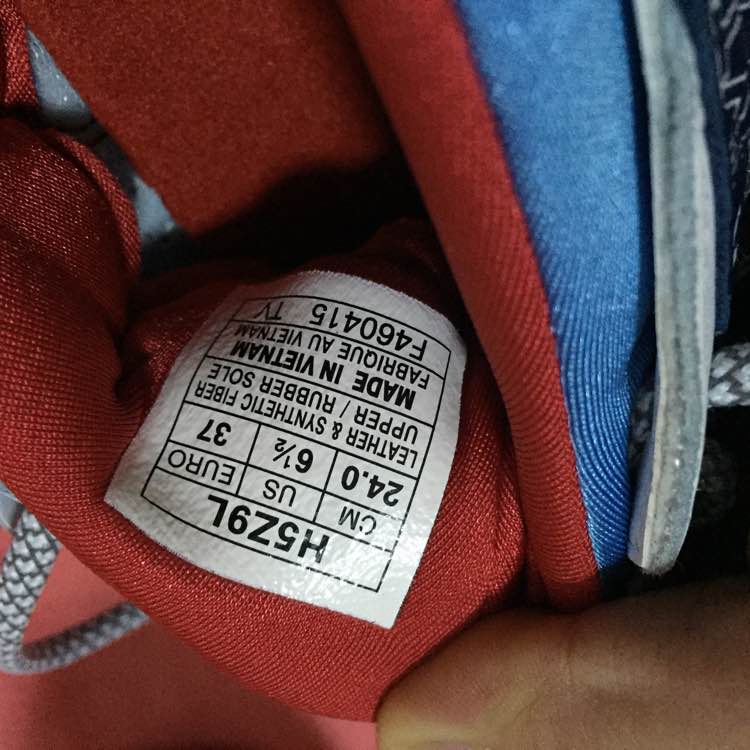 H5Z9L
CM US EURO
24.0 6½ 37
LEATHER & SYNTHETIC FIBER
UPPER / RUBBER SOLE
MADE IN VIETNAM
FABRIQUE AU VIETNAM
F460415 TY